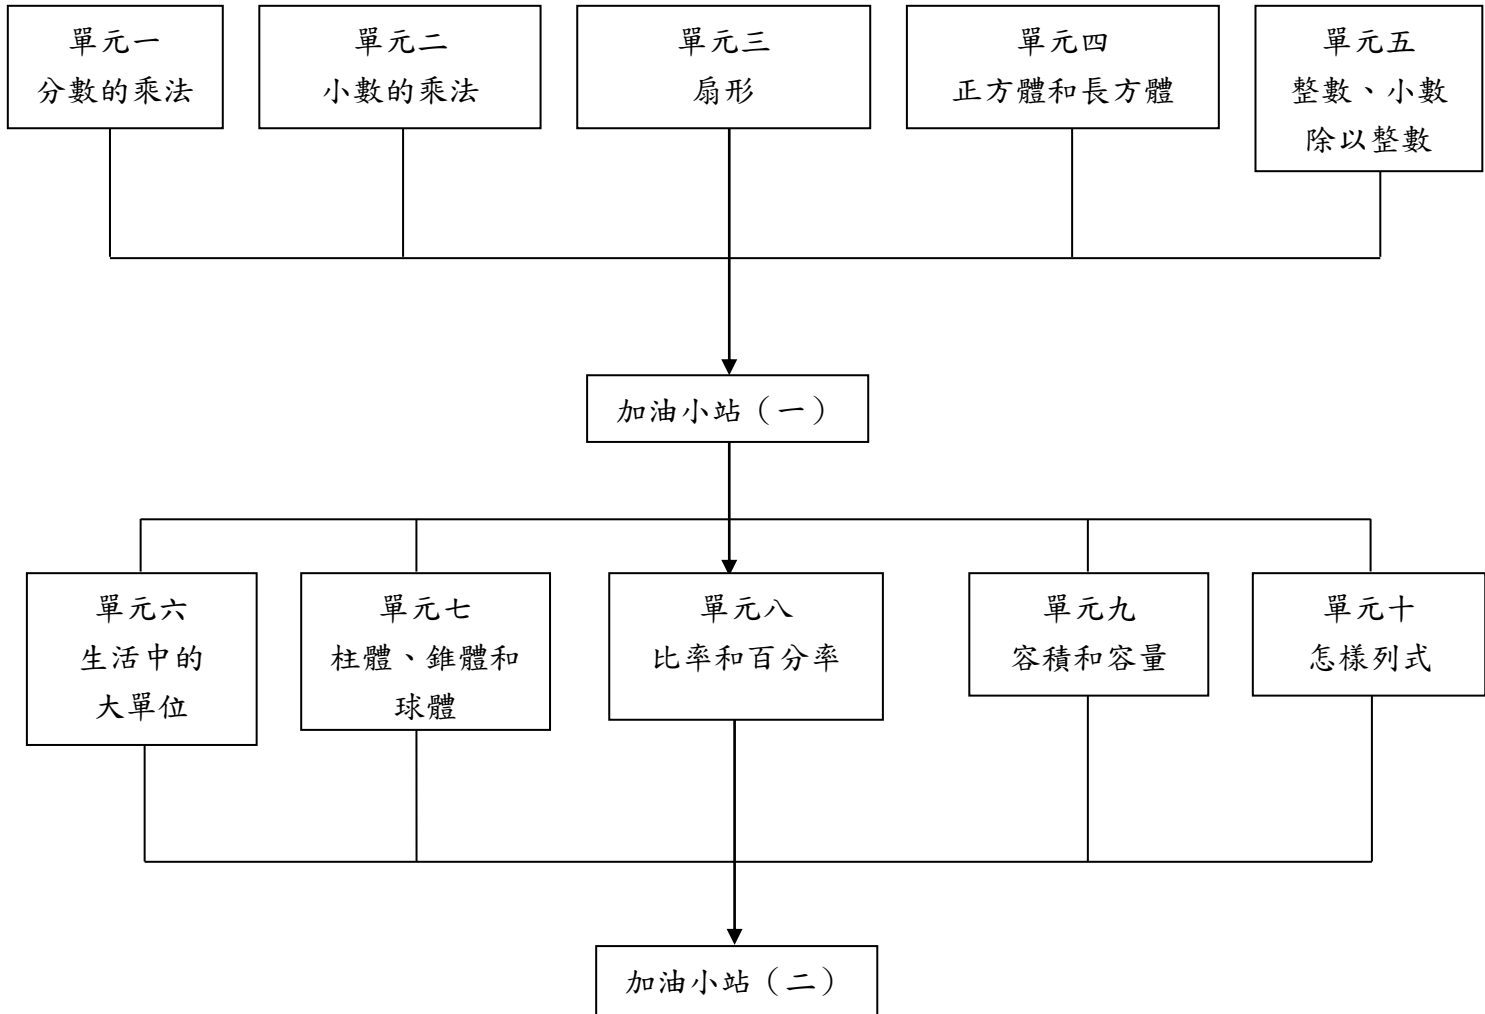 單元一
分數的乘法
單元二
小數的乘法
單元三
扇形
單元四
正方體和長方體
單元五
整數、小數
除以整數
加油小站（一）
單元六
生活中的
大單位
單元七
柱體、錐體和
球體
單元八
比率和百分率
單元九
容積和容量
單元十
怎樣列式
加油小站（二）